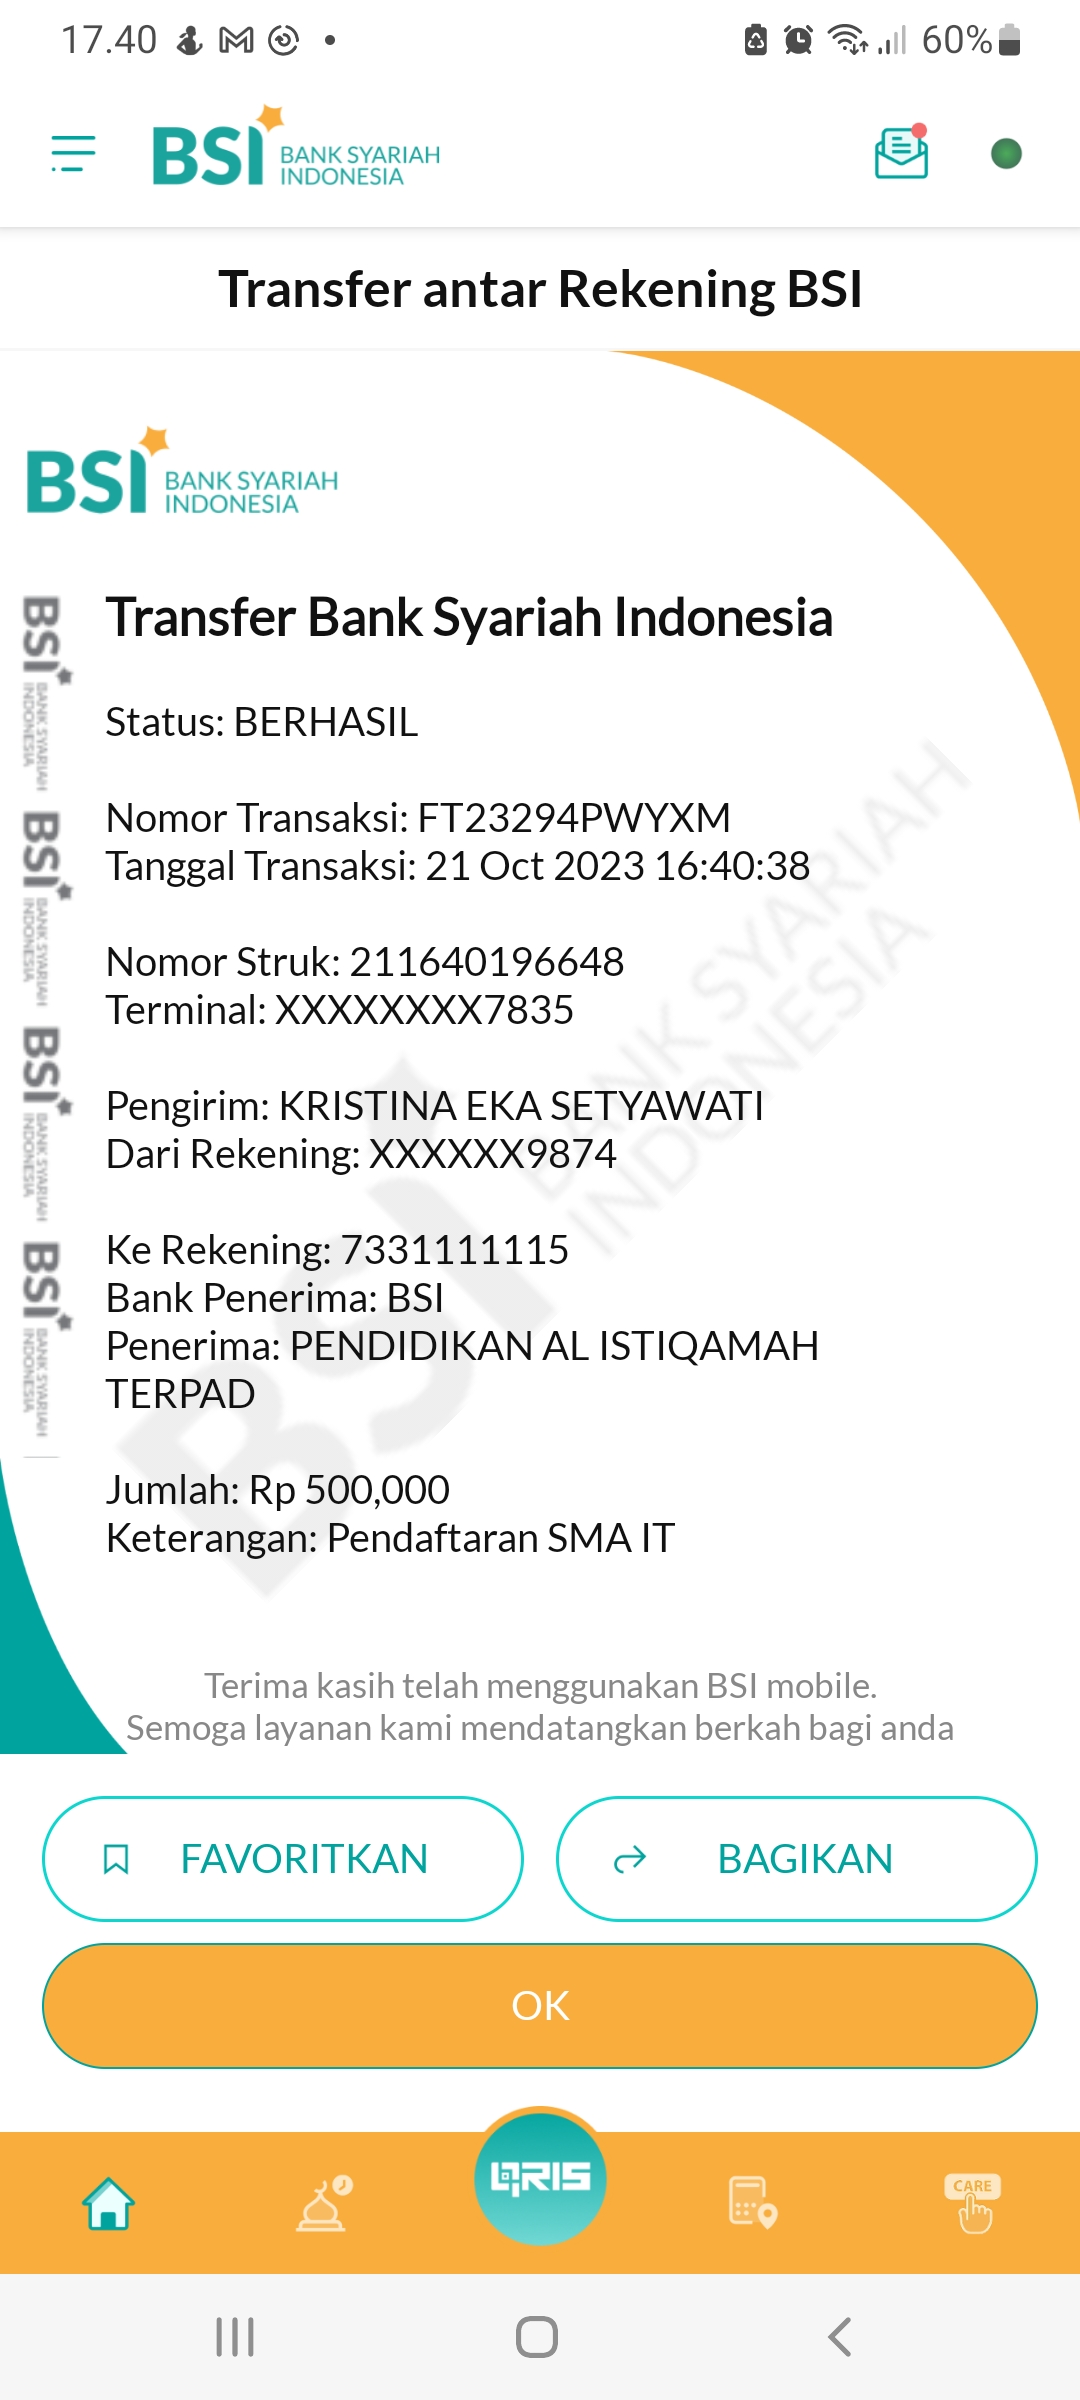 17.40
60%
BSI BANK SYARIAH
INDONESIA
Transfer antar Rekening BSI
BSI BANK SYARIAH
INDONESIA
Transfer Bank Syariah Indonesia
Status: BERHASIL
Nomor Transaksi: FT23294PWYXM
Tanggal Transaksi: 21 Oct 2023 16:40:38
Nomor Struk: 211640196648
Terminal: XXXXXXXX7835
Pengirim: KRISTINA EKA SETYAWATI
Dari Rekening: XXXXXX9874
Ke Rekening: 7331111115
Bank Penerima: BSI
Penerima: PENDIDIKAN AL ISTIQAMAH
TERPAD
Jumlah: Rp 500,000
Keterangan: Pendaftaran SMA IT
BSI BANK SYARIAH
INDONESIA
BSI BANK SYARIAH
INDONESIA
BSI BANK SYARIAH
INDONESIA
BSI BANK SYARIAH
INDONESIA
BSI BANK SYARIAH
INDONESIA
Terima kasih telah menggunakan BSI mobile.
Semoga layanan kami mendatangkan berkah bagi anda
FAVORITKAN
BAGIKAN
OK
QRIS
CARE